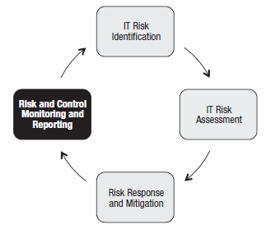 IT Risk
Identification
IT Risk
Assessment
Risk Response
and Mitigation
Risk and Control
Monitoring and
Reporting